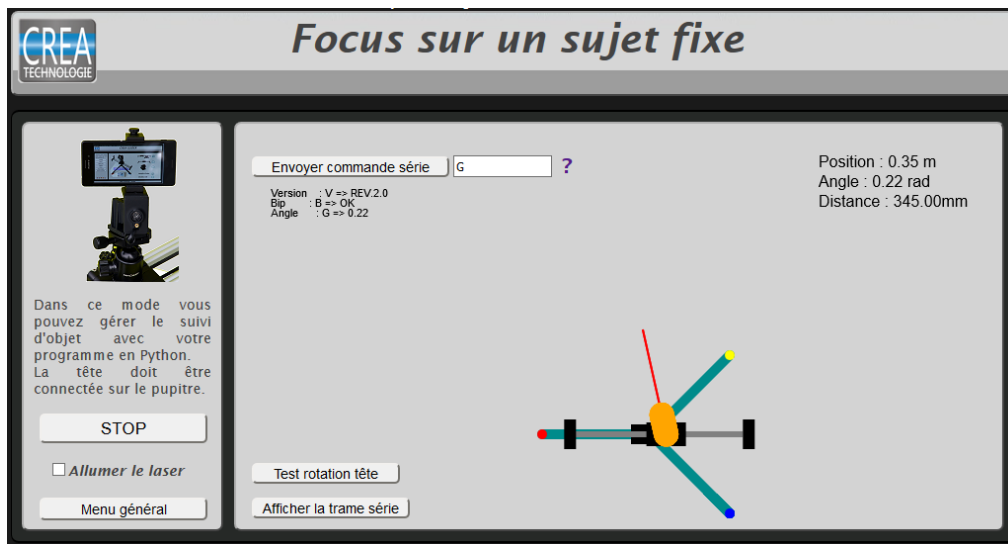 CREA
TECHNOLOGIE
Focus sur un sujet fixe
Dans ce mode vous
pouvez gérer le suivi
d'objet avec votre
programme en Python.
La tête doit être
connectée sur le pupitre.
STOP
Allumer le laser
Menu général
Envoyer commande série G ?
Version : V => REV.2.0
Bip : B => OK
Angle : G => 0.22
Position : 0.35 m
Angle : 0.22 rad
Distance : 345.00mm
Test rotation tête
Afficher la trame série